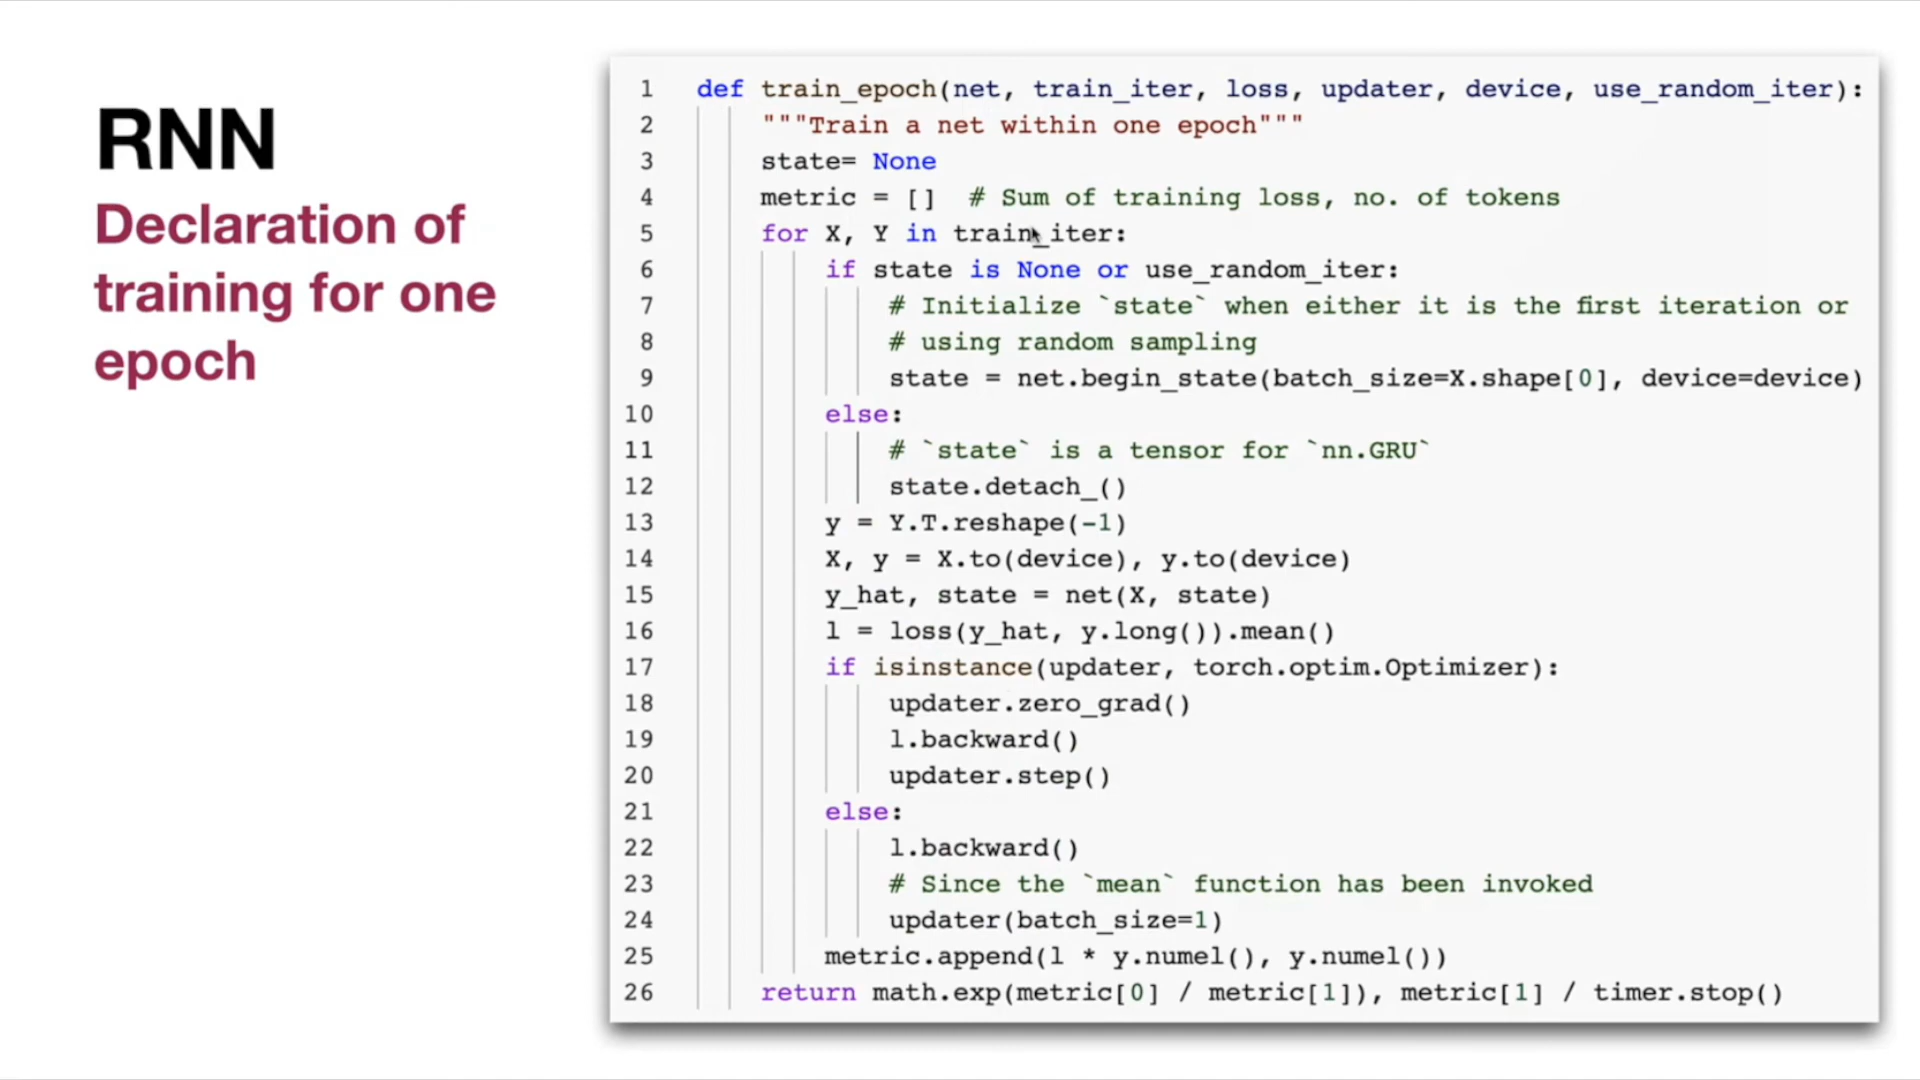 RNN
Declaration of
training for one
epoch
1 def train_epoch(net, train_iter, loss, updater, device, use_random_iter):
2     """Train a net within one epoch"""
3     state= None
4     metric = []  # Sum of training loss, no. of tokens
5     for X, Y in train_iter:
6         if state is None or use_random_iter:
7             # Initialize `state` when either it is the first iteration or
8             # using random sampling
9             state = net.begin_state(batch_size=X.shape[0], device=device)
10         else:
11             # `state` is a tensor for `nn.GRU`
12             state.detach_()
13         y = Y.T.reshape(-1)
14         X, y = X.to(device), y.to(device)
15         y_hat, state = net(X, state)
16         l = loss(y_hat, y.long()).mean()
17         if isinstance(updater, torch.optim.Optimizer):
18             updater.zero_grad()
19             l.backward()
20             updater.step()
21         else:
22             l.backward()
23             # Since the `mean` function has been invoked
24             updater(batch_size=1)
25         metric.append(l * y.numel(), y.numel())
26     return math.exp(metric[0] / metric[1]), metric[1] / timer.stop()